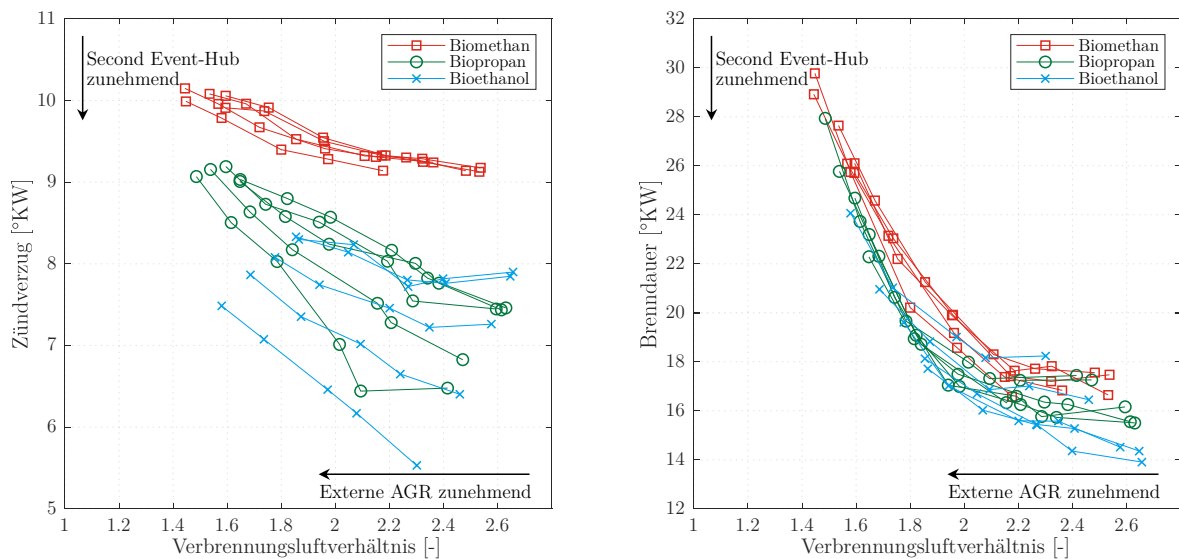 11
10
9
8
7
6
5
Zündverzug [°KW]
Second Event-Hub
zunehmend
Biomethan
Biopropan
Bioethanol
Externe AGR zunehmend
1 1.2 1.4 1.6 1.8 2 2.2 2.4 2.6
Verbrennungsluftverhältnis [-]
32
30
28
26
24
22
20
18
16
14
12
Brenndauer [°KW]
Second Event-Hub
zunehmend
Biomethan
Biopropan
Bioethanol
Externe AGR zunehmend
1 1.2 1.4 1.6 1.8 2 2.2 2.4 2.6
Verbrennungsluftverhältnis [-]